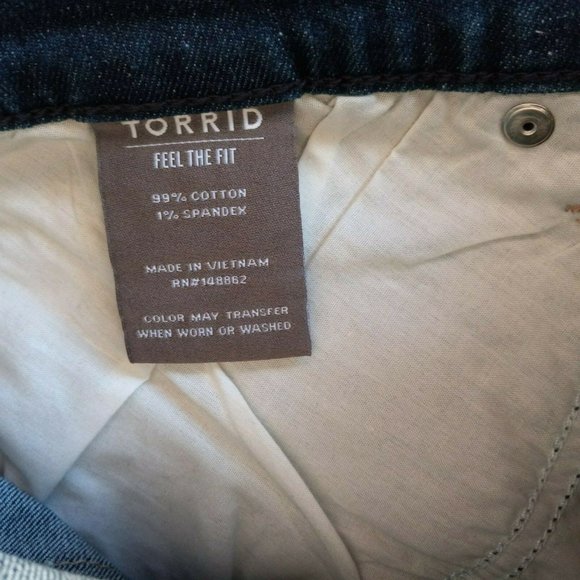 TORRID
FEEL THE FIT
99% COTTON
1% SPANDEX
MADE IN VIETNAM
RN#148862
COLOR MAY TRANSFER
WHEN WORN OR WASHED